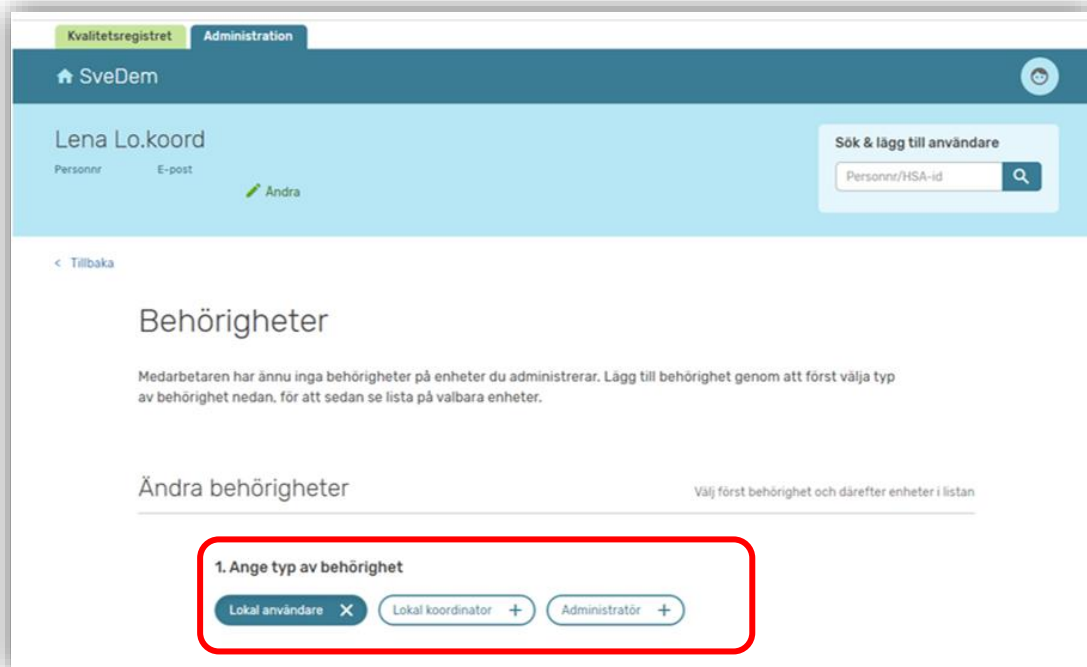 Kvalitetsregistret Administration
SveDem
Lena Lo.koord
Personnr E-post
Ändra
Sök & lägg till användare
Personnr/HSA-id
< Tillbaka
Behörigheter
Medarbetaren har ännu inga behörigheter på enheter du administrerar. Lägg till behörighet genom att först välja typ
av behörighet nedan, för att sedan se lista på valbara enheter.
Ändra behörigheter
Välj först behörighet och därefter enheter i listan
1. Ange typ av behörighet
Lokal användare X Lokal koordinator + Administratör +